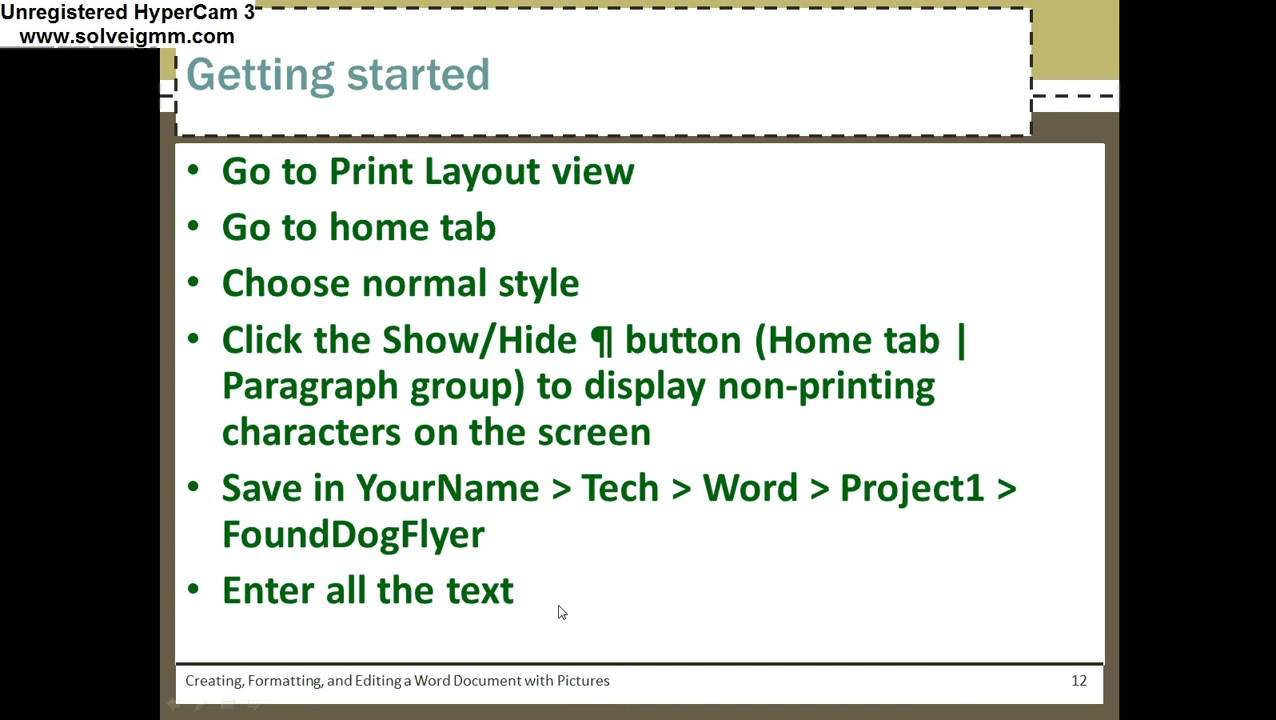 Unregistered HyperCam 3
www.solveigmm.com
Getting started
• Go to Print Layout view
• Go to home tab
• Choose normal style
• Click the Show/Hide ¶ button (Home tab |
Paragraph group) to display non-printing
characters on the screen
• Save in YourName > Tech > Word > Project1 >
FoundDogFlyer
• Enter all the text
Creating, Formatting, and Editing a Word Document with Pictures 12